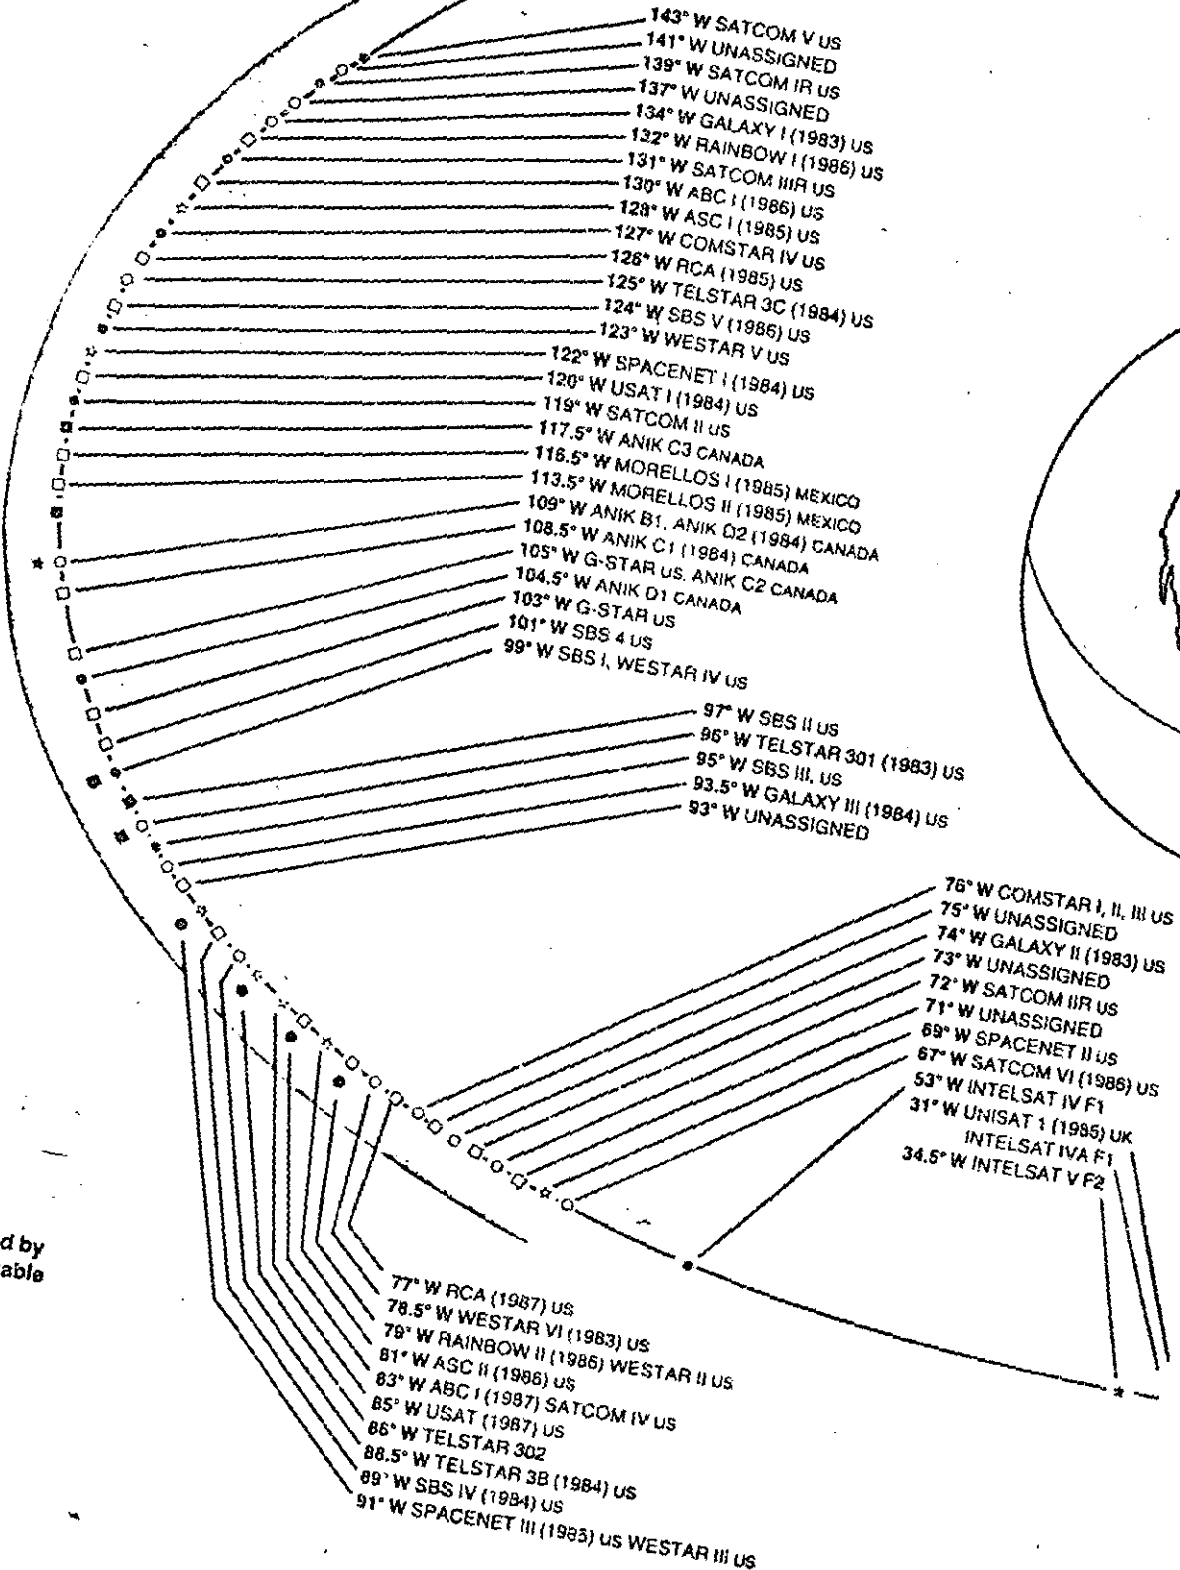 143° W SATCOM V US
141° W UNASSIGNED
139° W SATCOM IR US
137° W UNASSIGNED
134° W GALAXY I (1983) US
132° W RAINBOW I (1986) US
131° W SATCOM IIIR US
130° W ABC I (1986) US
128° W ASC I (1985) US
127° W COMSTAR IV US
126° W RCA (1985) US
125° W TELSTAR 3C (1984) US
124° W SBS V (1986) US
123° W WESTAR V US
122° W SPACENET I (1984) US
120° W USAT I (1984) US
119° W SATCOM II US
117.5° W ANIK C3 CANADA
116.5° W MORELLOS I (1985) MEXICO
113.5° W MORELLOS II (1985) MEXICO
109° W ANIK B1, ANIK D2 (1984) CANADA
108.5° W ANIK C1 (1984) CANADA
105° W G-STAR US, ANIK C2 CANADA
104.5° W ANIK D1 CANADA
103° W G-STAR US
101° W SBS 4 US
99° W SBS I, WESTAR IV US
97° W SBS II US
96° W TELSTAR 301 (1983) US
95° W SBS III, US
93.5° W GALAXY III (1984) US
93° W UNASSIGNED
76° W COMSTAR I, II, III US
75° W UNASSIGNED
74° W GALAXY II (1983) US
73° W UNASSIGNED
72° W SATCOM IIR US
71° W UNASSIGNED
69° W SPACENET II US
67° W SATCOM VI (1986) US
53° W INTELSAT IV F1
31° W UNISAT 1 (1985) UK
INTELSAT IVA F1
34.5° W INTELSAT V F2
d by
able
77° W RCA (1987) US
78.5° W WESTAR VI (1983) US
79° W RAINBOW II (1986) WESTAR II US
81° W ASC II (1986) US
83° W ABC I (1987) SATCOM IV US
85° W USAT (1987) US
86° W TELSTAR 302
88.5° W TELSTAR 3B (1984) US
89° W SBS IV (1984) US
91° W SPACENET III (1985) US WESTAR III US